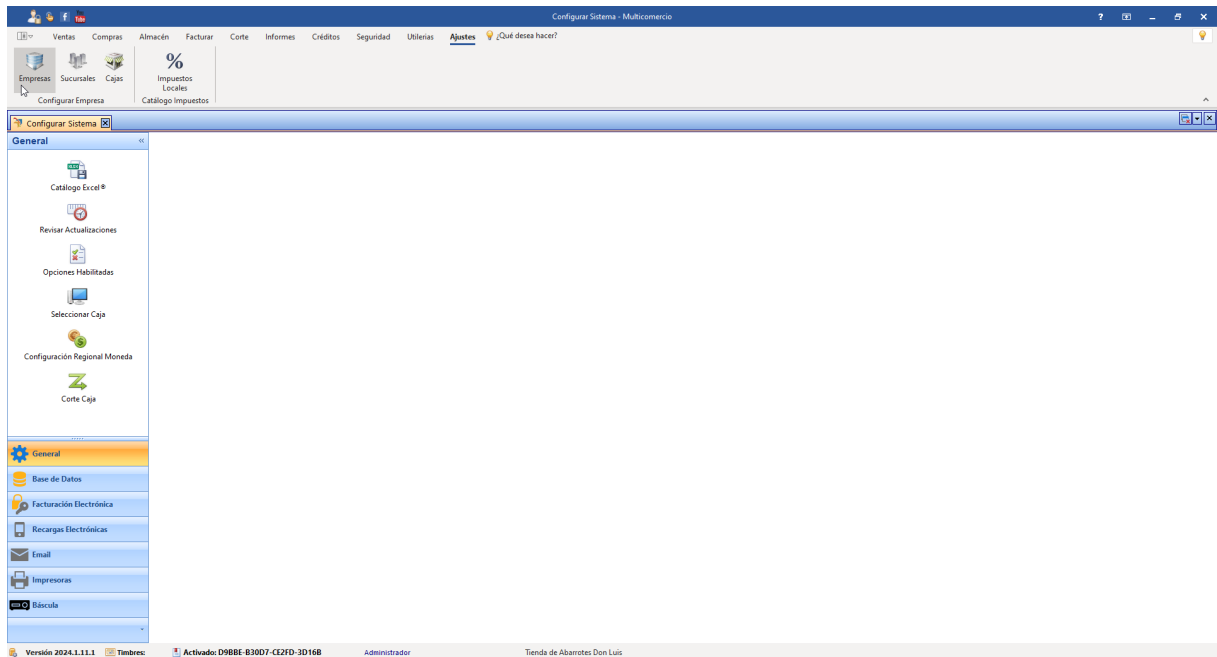 Configurar Sistema - Multicomercio
Ventas Compras Almacén Facturar Corte Informes Créditos Seguridad Utilerias Ajustes ¿Qué desea hacer?
Empresas Sucursales Cajas
Impuestos
Locales
Configurar Empresa Catálogo Impuestos
Configurar Sistema
General
Catálogo Excel®
Revisar Actualizaciones
Opciones Habilitadas
Seleccionar Caja
Configuración Regional Moneda
Corte Caja
General
Base de Datos
Facturación Electrónica
Recargas Electrónicas
Email
Impresoras
Báscula
Versión 2024.1.11.1 Timbres: Activado: D9BBE-B30D7-CE2FD-3D16B Administrador Tienda de Abarrotes Don Luis